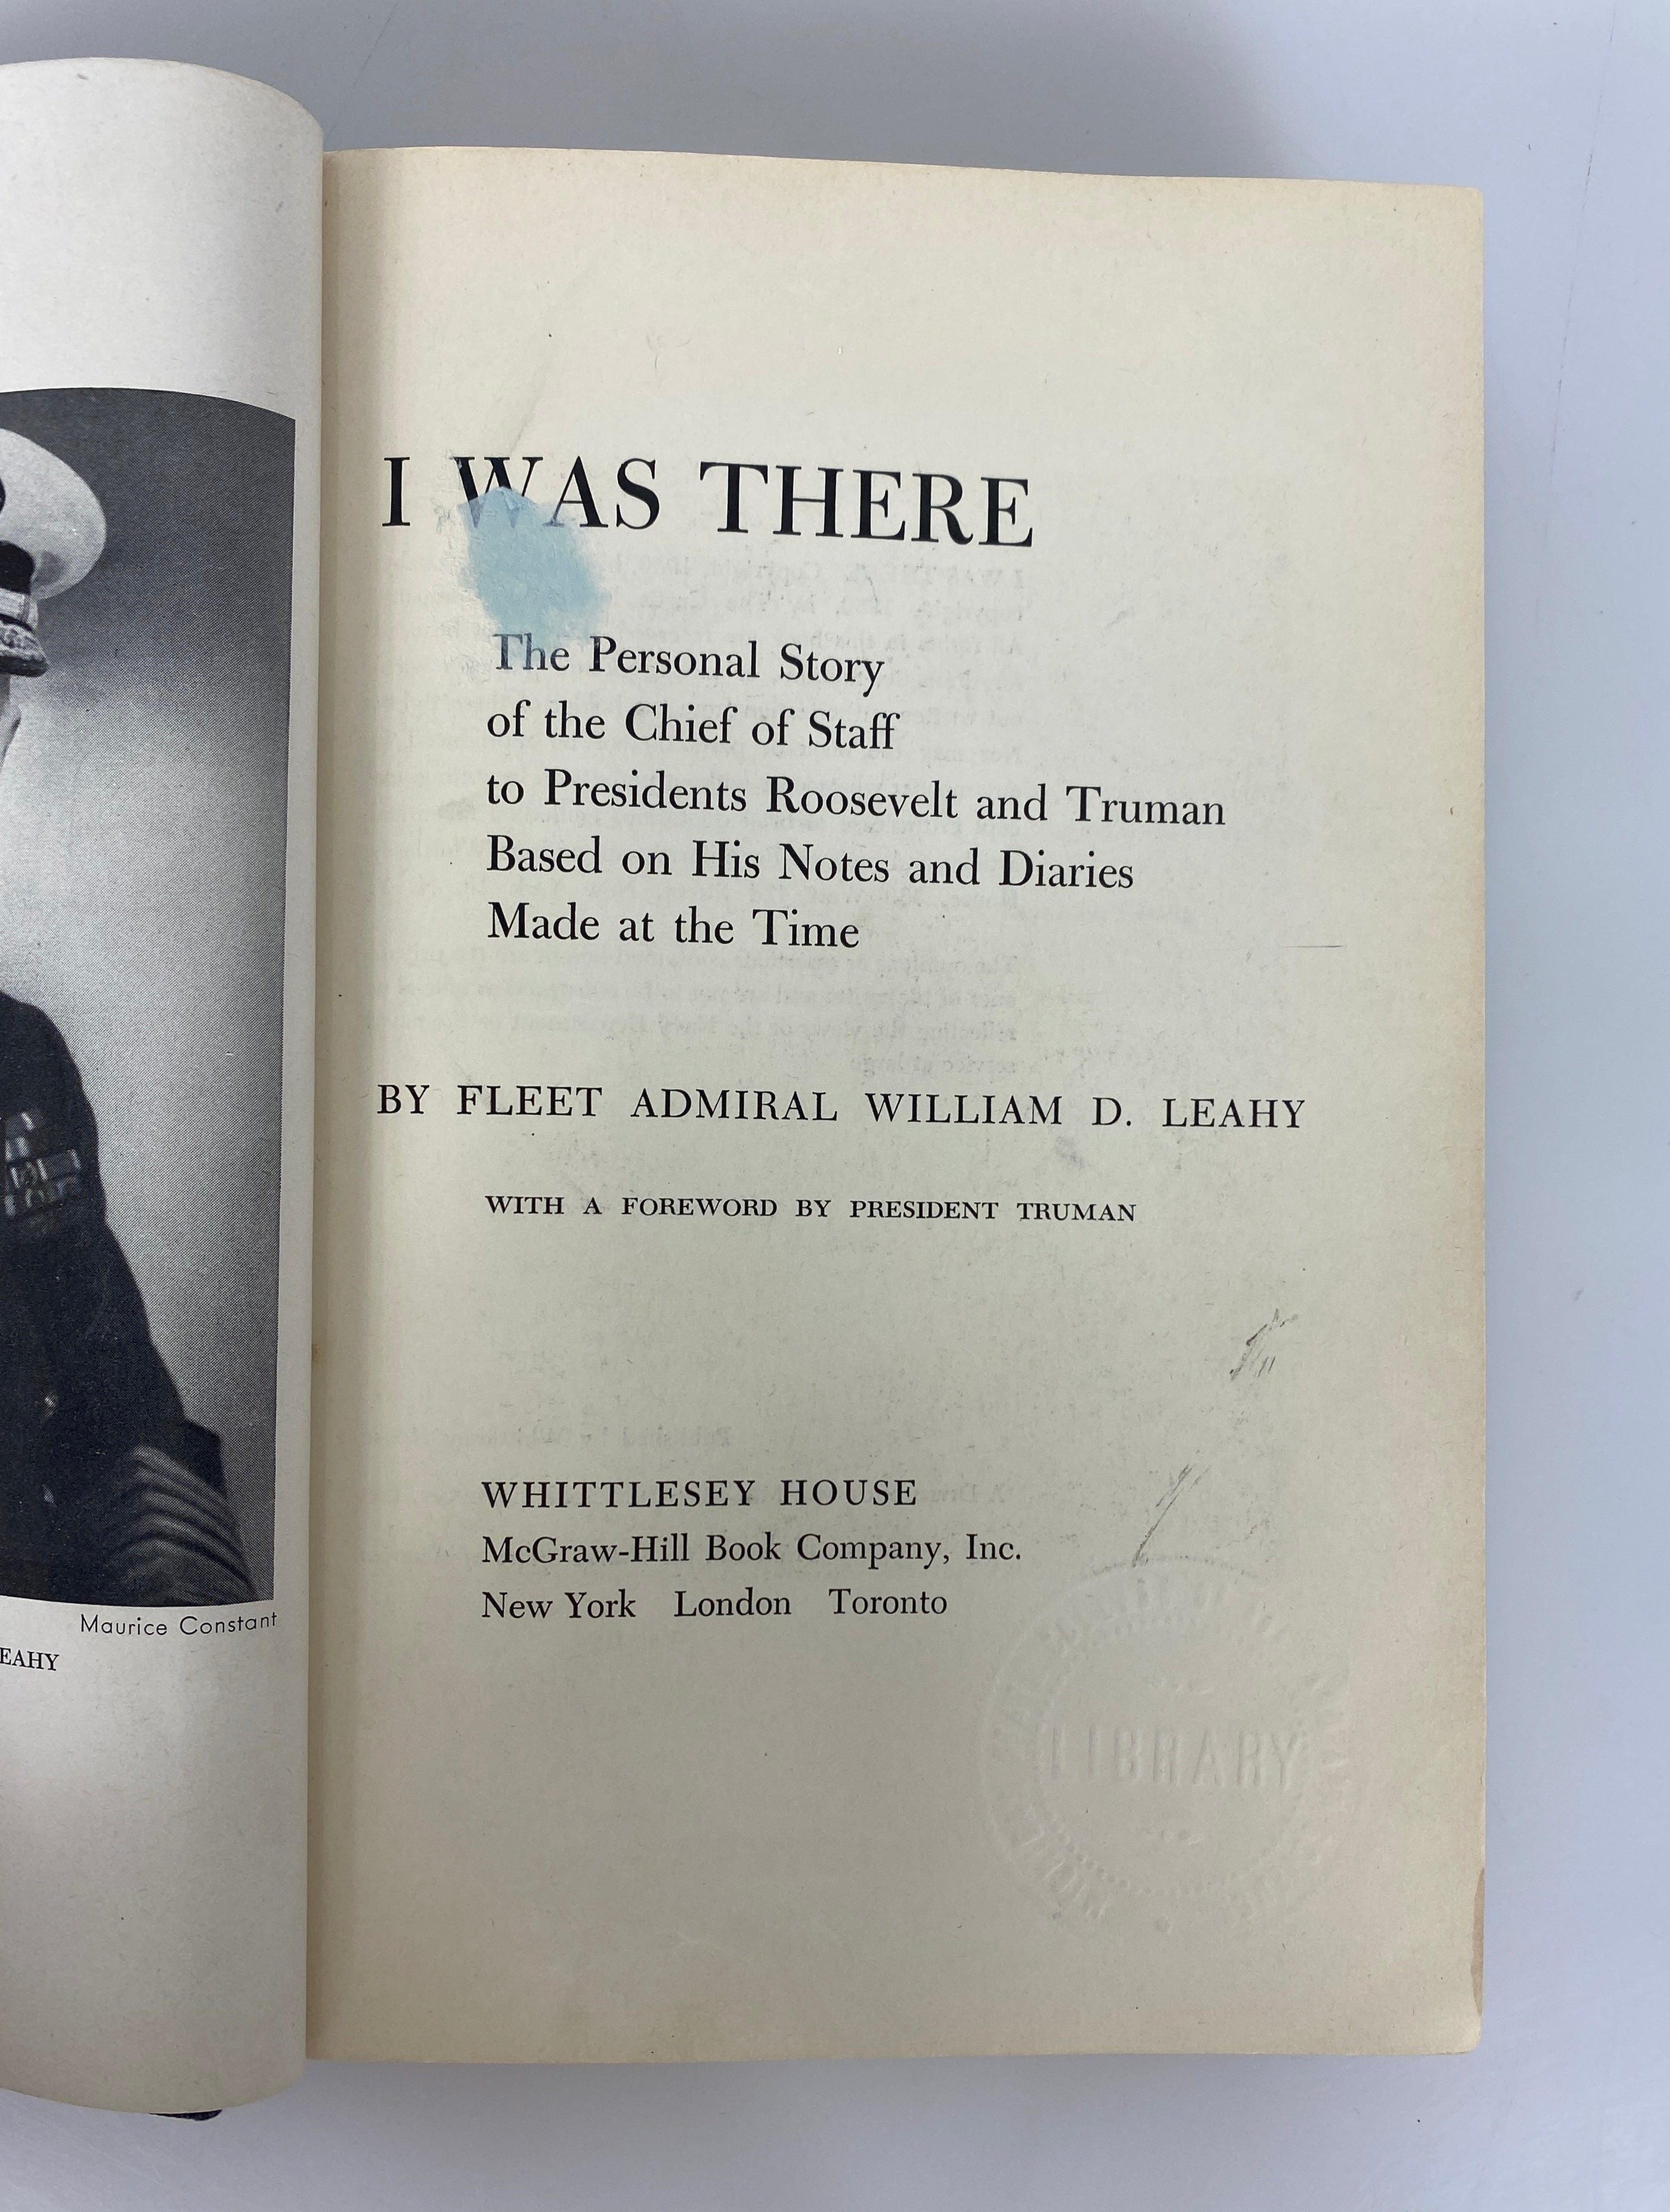 Maurice Constant
EAHY
I WAS THERE
The Personal Story
of the Chief of Staff
to Presidents Roosevelt and Truman
Based on His Notes and Diaries
Made at the Time
BY FLEET ADMIRAL WILLIAM D. LEAHY
WITH A FOREWORD BY PRESIDENT TRUMAN
WHITTLESEY HOUSE
McGraw-Hill Book Company, Inc.
New York London Toronto
LIBRARY